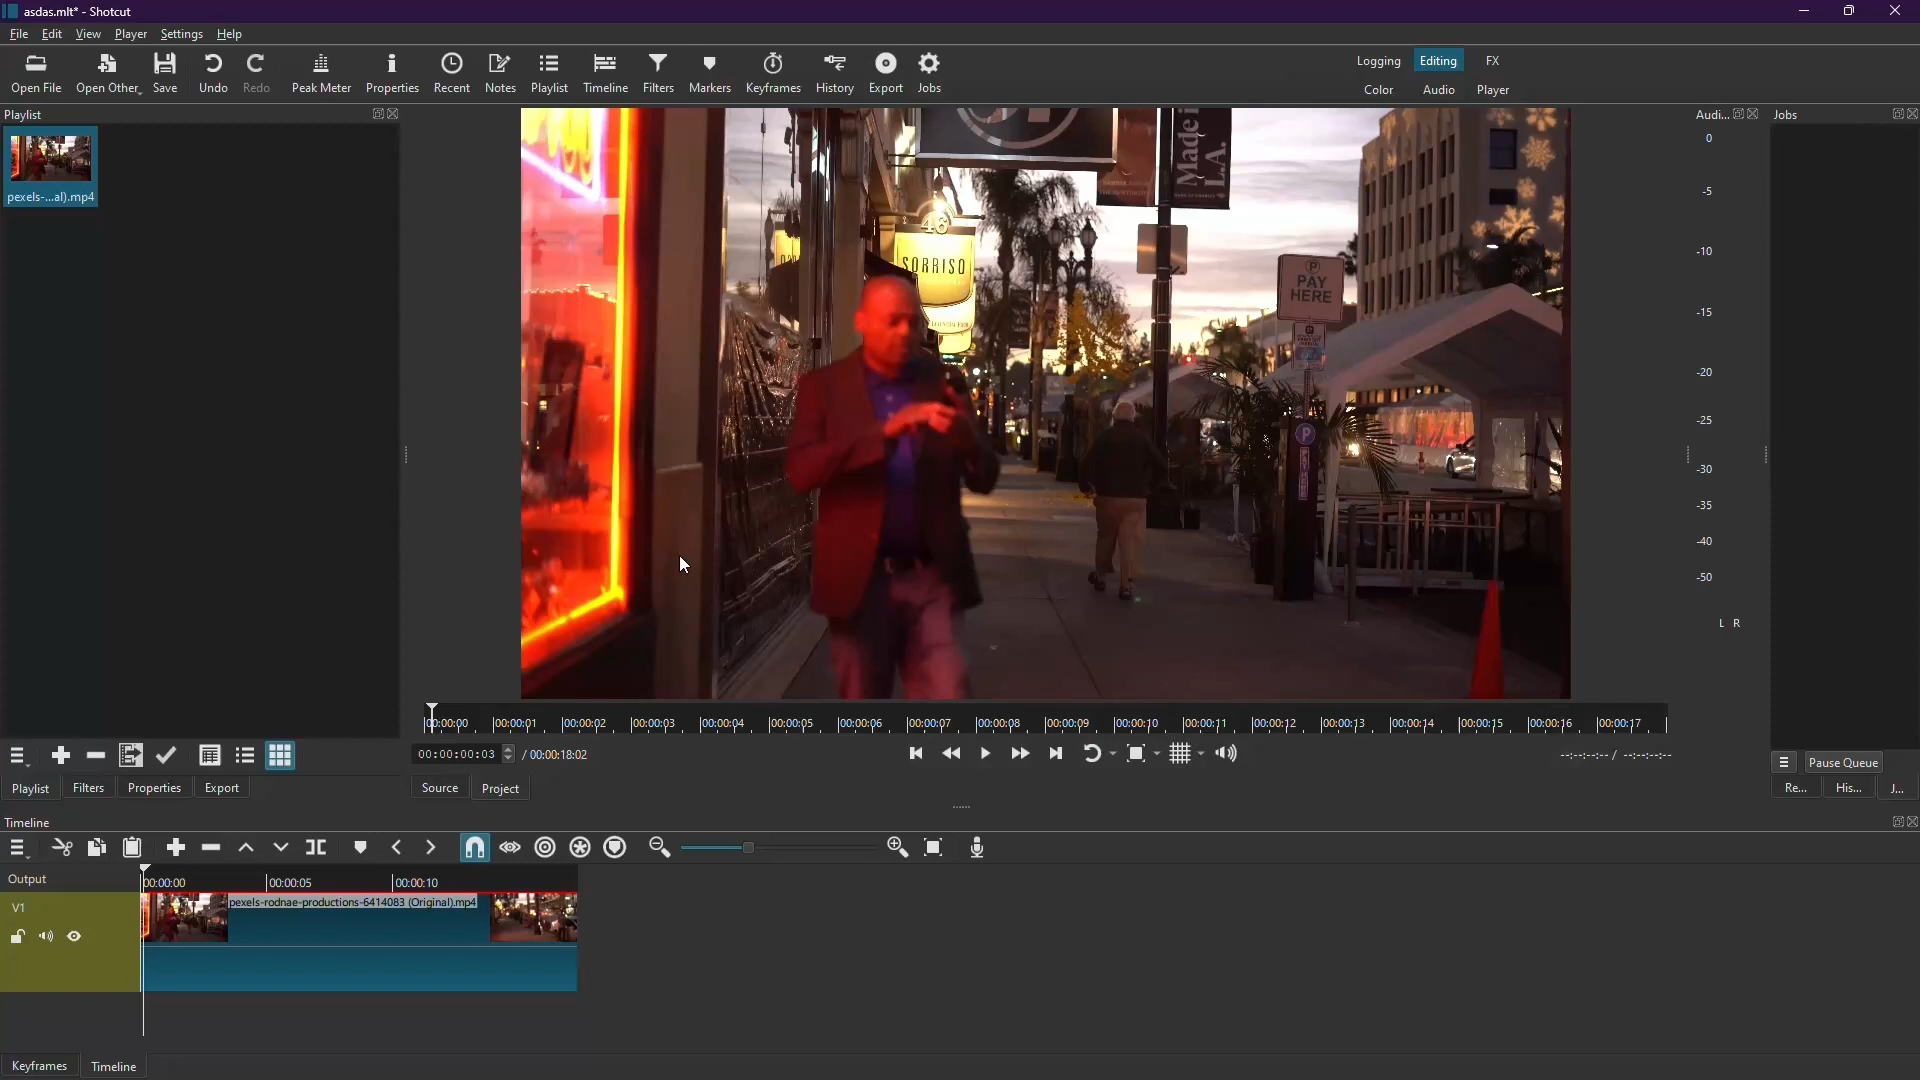 asdas.mlt* - Shotcut
File Edit View Player Settings Help
Open File Open Other Save Undo Redo Peak Meter Properties Recent Notes Playlist Timeline Filters Markers Keyframes History Export Jobs
Logging Editing FX
Color Audio Player
Playlist
Audi...
Jobs
pexels-...al).mp4
Made in
L.A.
46
SORRISO
P
PAY
HERE
P
0
-5
-10
-15
-20
-25
-30
-35
-40
-50
L R
00:00:00 00:00:01 00:00:02 00:00:03 00:00:04 00:00:05 00:00:06 00:00:07 00:00:08 00:00:09 00:00:10 00:00:11 00:00:12 00:00:13 00:00:14 00:00:15 00:00:16 00:00:17
00:00:00:03 / 00:00:18:02
--:--:--:-- / --:--:--:--
Pause Queue
Playlist Filters Properties Export
Source Project
Re... His... J...
Timeline
Output
00:00:00 00:00:05 00:00:10
V1
pexels-rodnae-productions-6414083 (Original).mp4
Keyframes Timeline